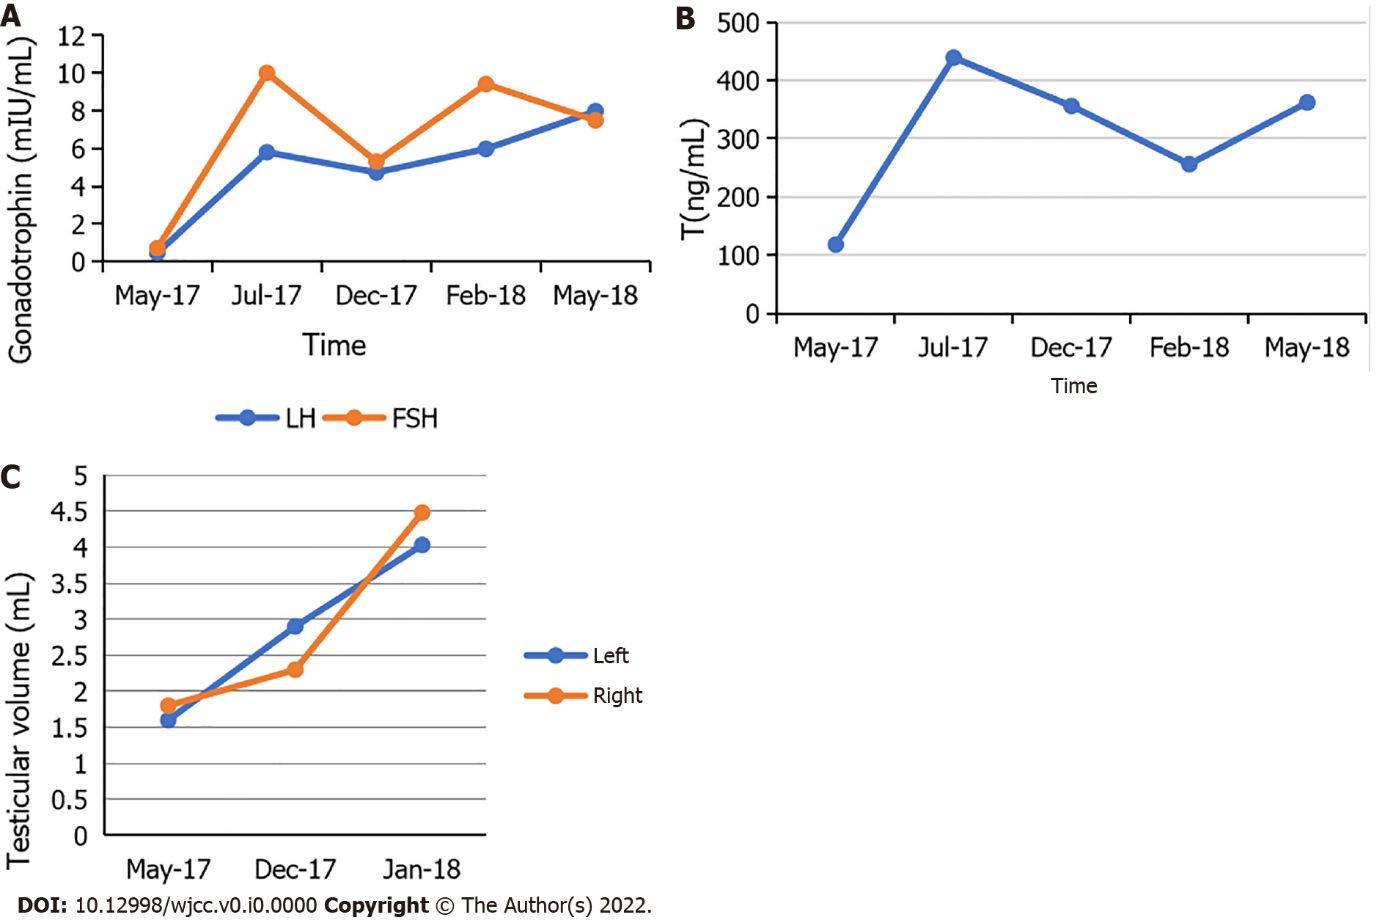 A
Gonadotrophin (mIU/mL)
12
10
8
6
4
2
0
May-17 Jul-17 Dec-17 Feb-18 May-18
Time
LH FSH
B
T(ng/mL)
500
400
300
200
100
0
May-17 Jul-17 Dec-17 Feb-18 May-18
Time
C
Testicular volume (mL)
5
4.5
4
3.5
3
2.5
2
1.5
1
0.5
0
May-17 Dec-17 Jan-18
Left
Right
DOI: 10.12998/wjcc.v0.i0.0000 Copyright © The Author(s) 2022.